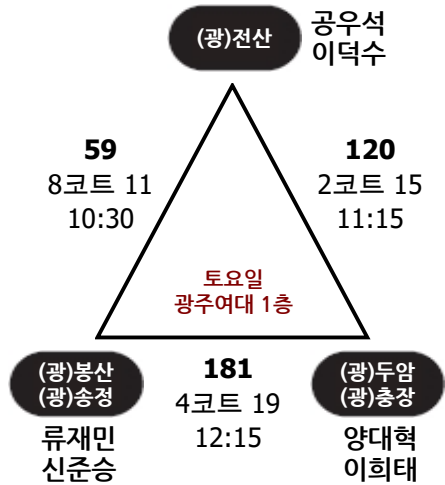 (광)전산
공우석
이덕수
59
8코트 11
10:30
120
2코트 15
11:15
토요일
광주여대 1층
(광)봉산
(광)송정
류재민
신준승
181
4코트 19
12:15
(광)두암
(광)충장
양대혁
이희태